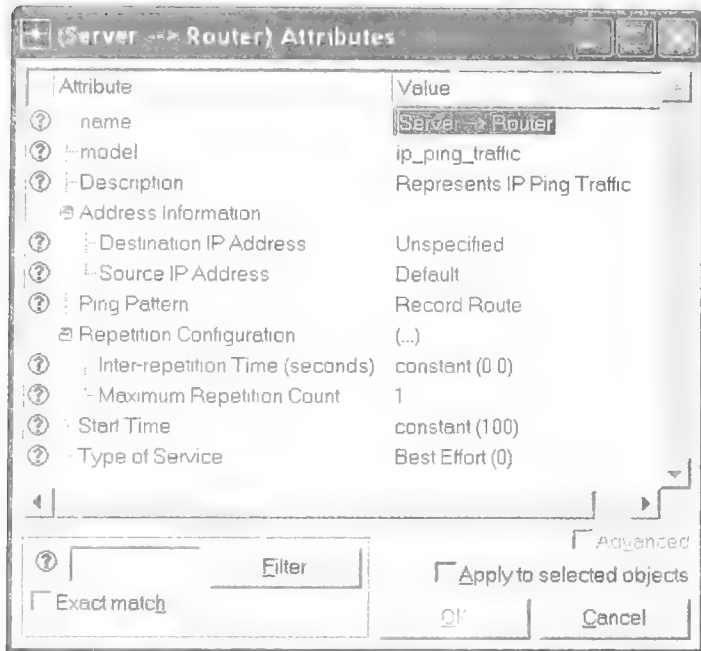 (Server --> Router) Attributes
Attribute Value
name Server --> Router
model ip_ping_traffic
Description Represents IP Ping Traffic
Address Information
Destination IP Address Unspecified
Source IP Address Default
Ping Pattern Record Route
Repetition Configuration (...)
Inter-repetition Time (seconds) constant (0 0)
Maximum Repetition Count 1
Start Time constant (100)
Type of Service Best Effort (0)
Advanced
Filter
Apply to selected objects
Exact match
OK Cancel